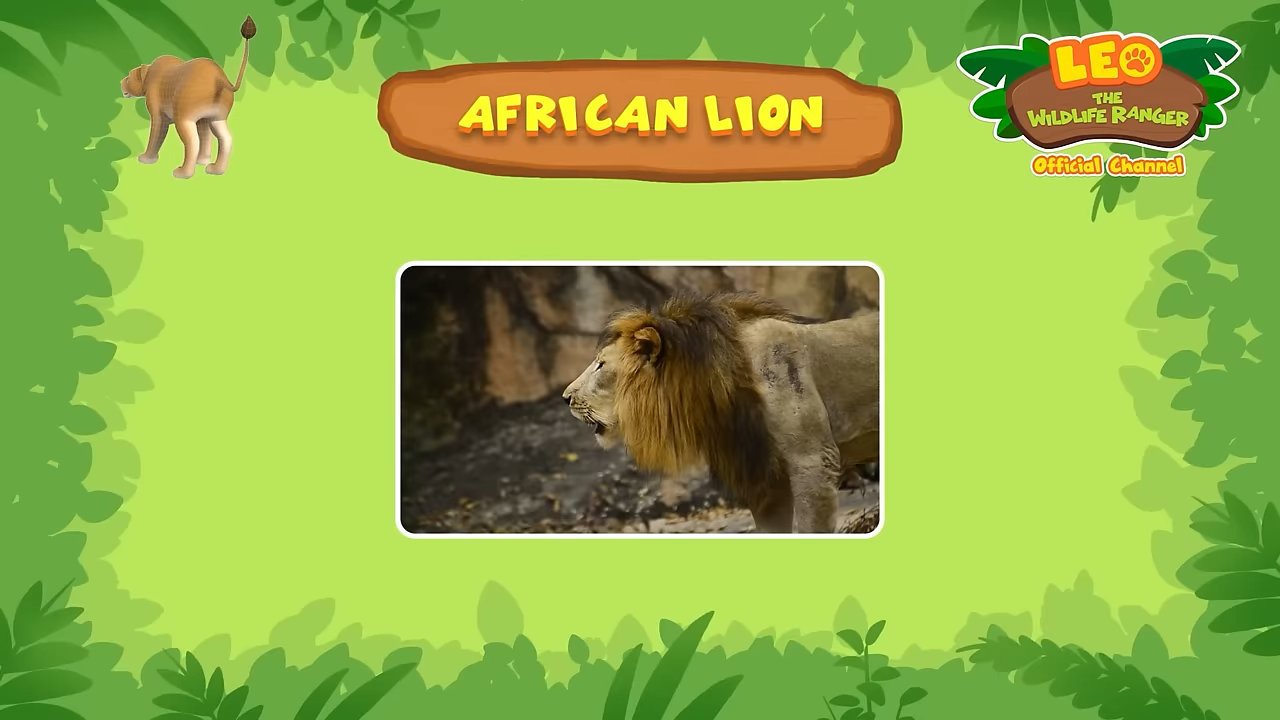 AFRICAN LION
LEO
THE
WILDLIFE RANGER
Official Channel